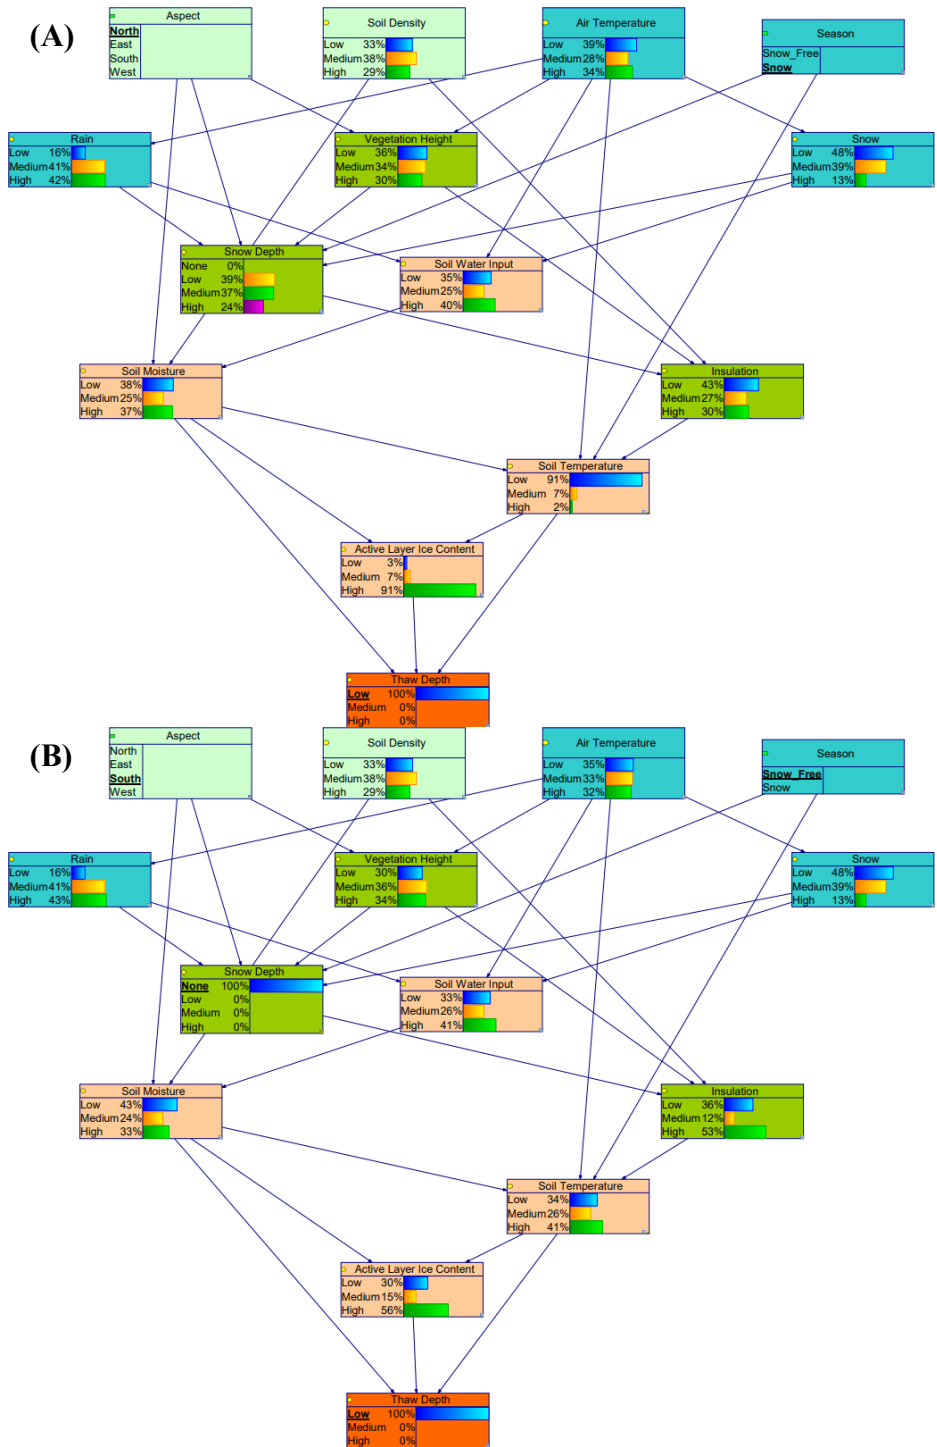 (A)
Aspect
North
East
South
West
Soil Density
Low 33%
Medium 38%
High 29%
Air Temperature
Low 39%
Medium 28%
High 34%
Season
Snow_Free
Snow
Rain
Low 16%
Medium 41%
High 42%
Vegetation Height
Low 36%
Medium 34%
High 30%
Snow
Low 48%
Medium 39%
High 13%
Snow Depth
None 0%
Low 39%
Medium 37%
High 24%
Soil Water Input
Low 35%
Medium 25%
High 40%
Soil Moisture
Low 38%
Medium 25%
High 37%
Insulation
Low 43%
Medium 27%
High 30%
Soil Temperature
Low 91%
Medium 7%
High 2%
Active Layer Ice Content
Low 3%
Medium 7%
High 91%
Thaw Depth
Low 100%
Medium 0%
High 0%
(B)
Aspect
North
East
South
West
Soil Density
Low 33%
Medium 38%
High 29%
Air Temperature
Low 35%
Medium 33%
High 32%
Season
Snow_Free
Snow
Rain
Low 16%
Medium 41%
High 43%
Vegetation Height
Low 30%
Medium 36%
High 34%
Snow
Low 48%
Medium 39%
High 13%
Snow Depth
None 100%
Low 0%
Medium 0%
High 0%
Soil Water Input
Low 33%
Medium 26%
High 41%
Soil Moisture
Low 43%
Medium 24%
High 33%
Insulation
Low 36%
Medium 12%
High 53%
Soil Temperature
Low 34%
Medium 26%
High 41%
Active Layer Ice Content
Low 30%
Medium 15%
High 56%
Thaw Depth
Low 100%
Medium 0%
High 0%